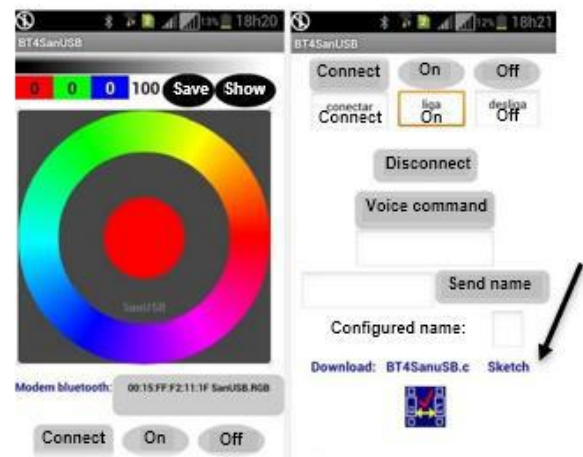 18h20
BT4SanUSB
0 0 0 100 Save Show
SanUSB
Modem bluetooth: 00:15:FF:F2:11:1F SanUSB.RGB
Connect On Off
12% 18h21
BT4SanUSB
Connect On Off
conectar liga desliga
Connect On Off
Disconnect
Voice command
Send name
Configured name:
Download: BT4SanuSB.c Sketch